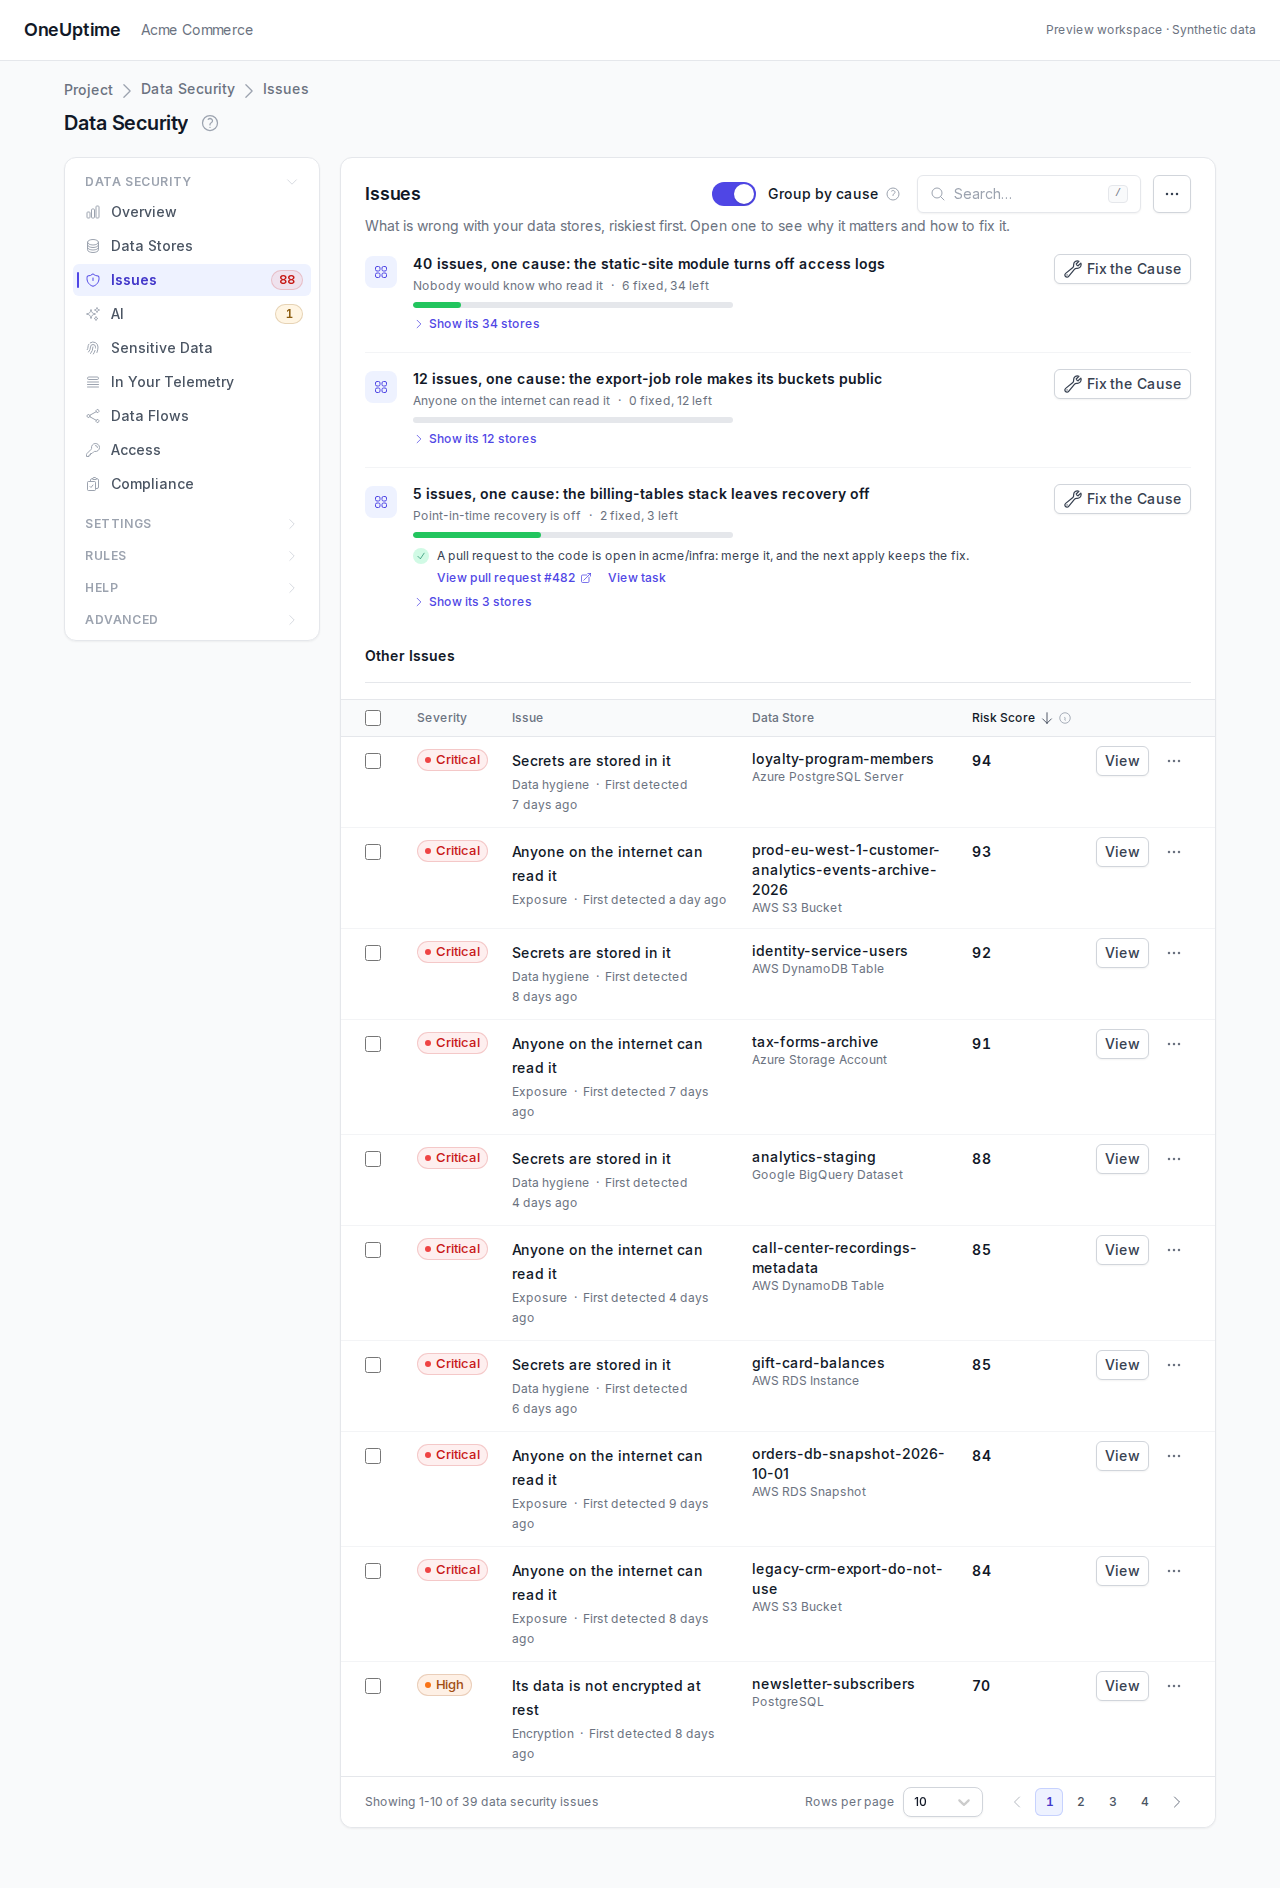 OneUptime Acme Commerce Preview workspace · Synthetic data
Project Data Security Issues
Data Security
DATA SECURITY
Overview
Data Stores
Issues 88
AI 1
Sensitive Data
In Your Telemetry
Data Flows
Access
Compliance
SETTINGS
RULES
HELP
ADVANCED
Issues Group by cause Search... /
What is wrong with your data stores, riskiest first. Open one to see why it matters and how to fix it.
40 issues, one cause: the static-site module turns off access logs Fix the Cause
Nobody would know who read it · 6 fixed, 34 left
Show its 34 stores
12 issues, one cause: the export-job role makes its buckets public Fix the Cause
Anyone on the internet can read it · 0 fixed, 12 left
Show its 12 stores
5 issues, one cause: the billing-tables stack leaves recovery off Fix the Cause
Point-in-time recovery is off · 2 fixed, 3 left
A pull request to the code is open in acme/infra: merge it, and the next apply keeps the fix.
View pull request #482 View task
Show its 3 stores
Other Issues
Severity Issue Data Store Risk Score
Critical Secrets are stored in it loyalty-program-members 94 View
Data hygiene · First detected Azure PostgreSQL Server
7 days ago
Critical Anyone on the internet can prod-eu-west-1-customer- 93 View
read it analytics-events-archive-
2026
Exposure · First detected a day ago AWS S3 Bucket
Critical Secrets are stored in it identity-service-users 92 View
Data hygiene · First detected AWS DynamoDB Table
8 days ago
Critical Anyone on the internet can tax-forms-archive 91 View
read it Azure Storage Account
Exposure · First detected 7 days
ago
Critical Secrets are stored in it analytics-staging 88 View
Data hygiene · First detected Google BigQuery Dataset
4 days ago
Critical Anyone on the internet can call-center-recordings- 85 View
read it metadata
Exposure · First detected 4 days AWS DynamoDB Table
ago
Critical Secrets are stored in it gift-card-balances 85 View
Data hygiene · First detected AWS RDS Instance
6 days ago
Critical Anyone on the internet can orders-db-snapshot-2026- 84 View
read it 10-01
Exposure · First detected 9 days AWS RDS Snapshot
ago
Critical Anyone on the internet can legacy-crm-export-do-not- 84 View
read it use
Exposure · First detected 8 days AWS S3 Bucket
ago
High Its data is not encrypted at newsletter-subscribers 70 View
rest PostgreSQL
Encryption · First detected 8 days
ago
Showing 1-10 of 39 data security issues Rows per page 10 1 2 3 4